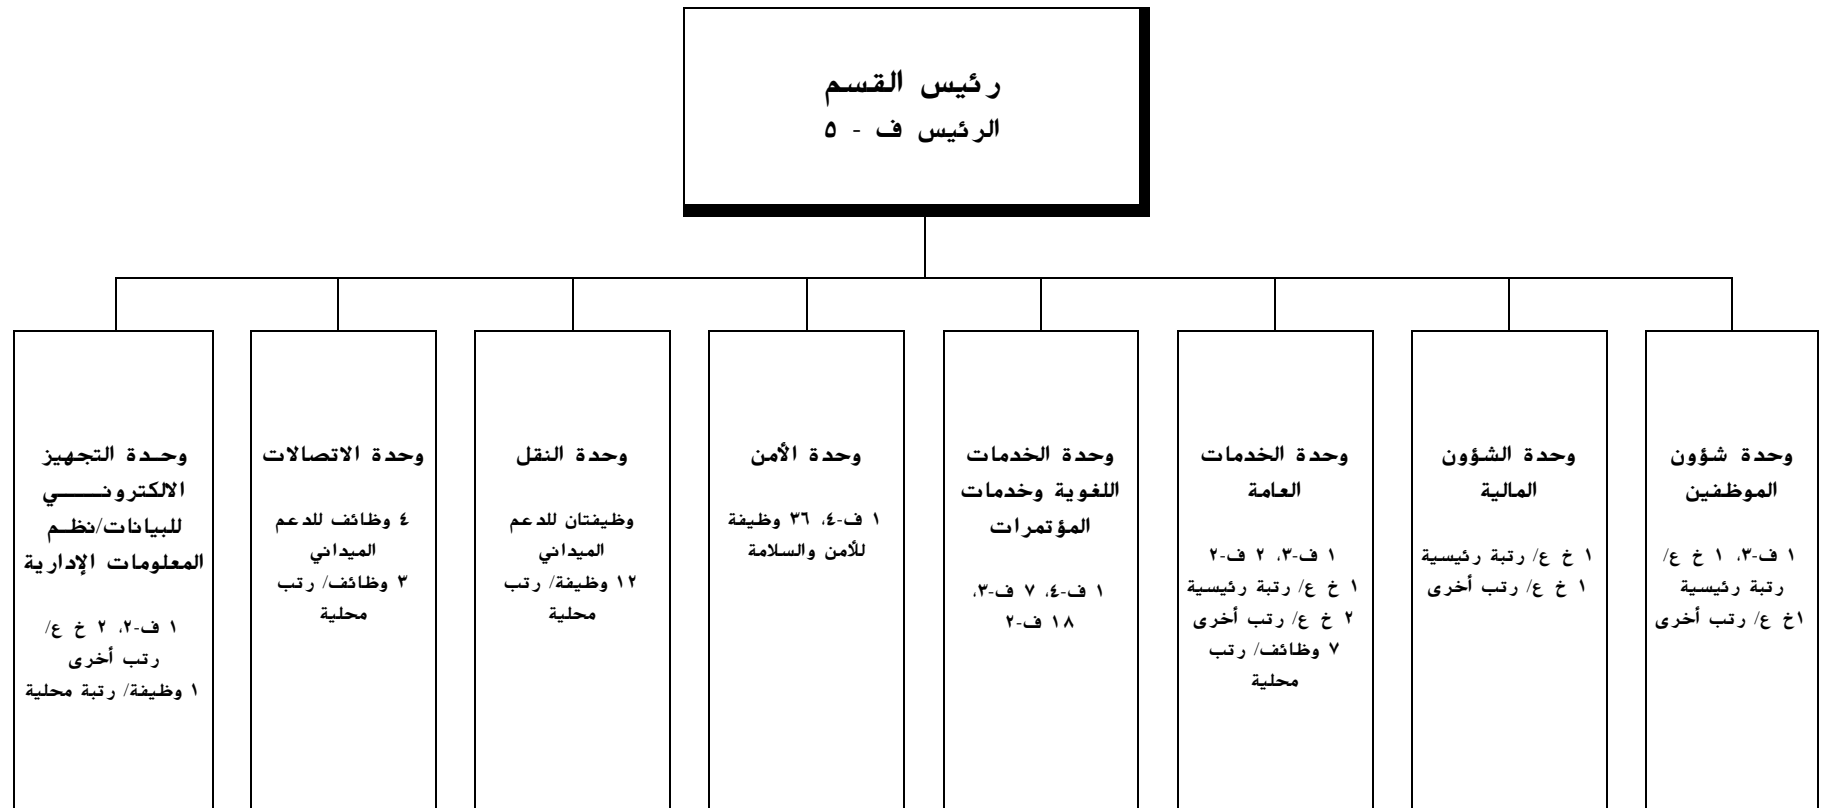 رئيس القسم
الرئيس ف - ٥
وحدة شؤون
الموظفين
١ ف-٣، ١ خ ع/
رتبة رئيسية
١خ ع/ رتب أخرى
وحدة الشؤون
المالية
١ خ ع/ رتبة رئيسية
١ خ ع/ رتب أخرى
وحدة الخدمات
العامة
١ ف-٣، ٢ ف-٢
١ خ ع/ رتبة رئيسية
٢ خ ع/ رتب أخرى
٧ وظائف/ رتب
محلية
وحدة الخدمات
اللغوية وخدمات
المؤتمرات
١ ف-٤، ٧ ف-٣،
١٨ ف-٢
وحدة الأمن
١ ف-٤، ٣٦ وظيفة
للأمن والسلامة
وحدة النقل
وظيفتان للدعم
الميداني
١٢ وظيفة/ رتب
محلية
وحدة الاتصالات
٤ وظائف للدعم
الميداني
٣ وظائف/ رتب
محلية
وحـدة التجهيز
الالكترونـــــي
للبيانات/نظـم
المعلومات الإدارية
١ ف-٢، ٢ خ ع/
رتب أخرى
١ وظيفة/ رتبة محلية